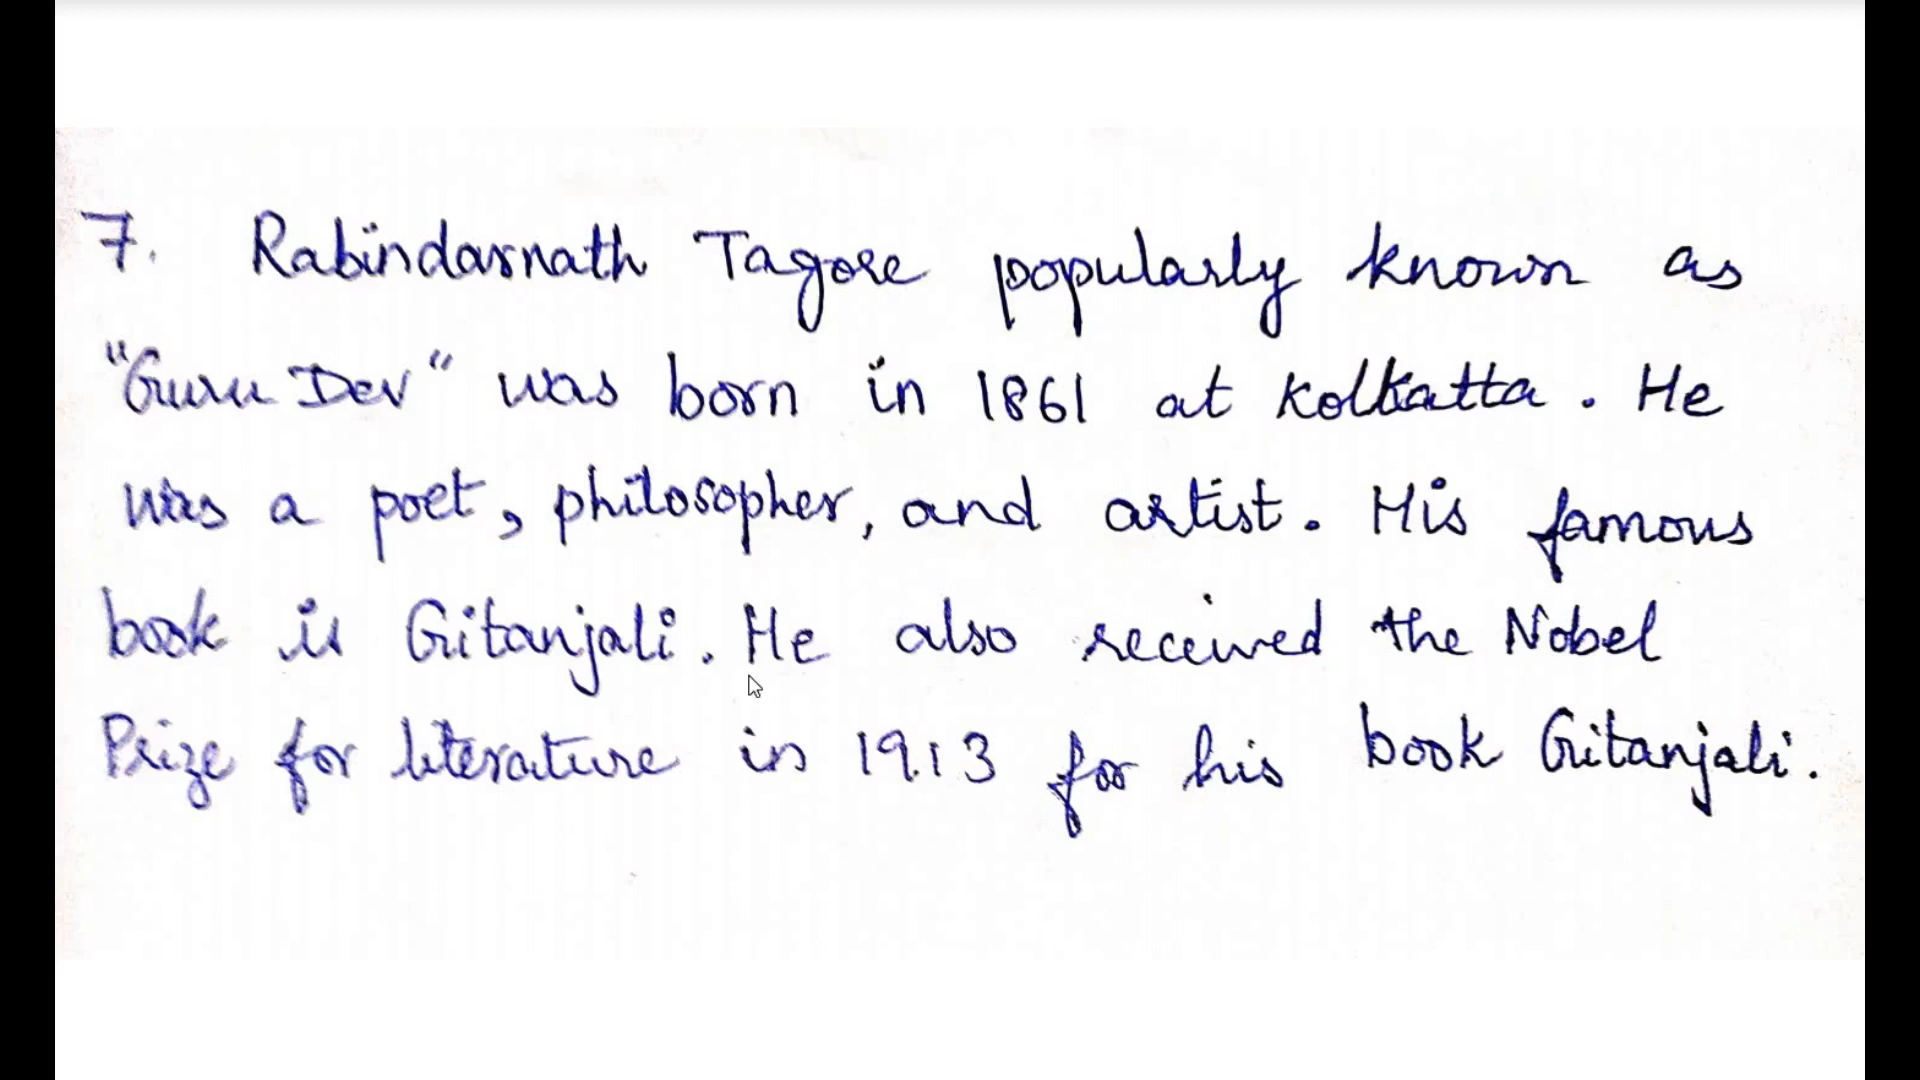 7. Rabindarnath Tagore popularly known as
"Guru Dev" was born in 1861 at Kolkatta. He
was a poet, philosopher, and artist. His famous
book is Gitanjali. He also received the Nobel
Prize for literature in 1913 for his book Gitanjali.